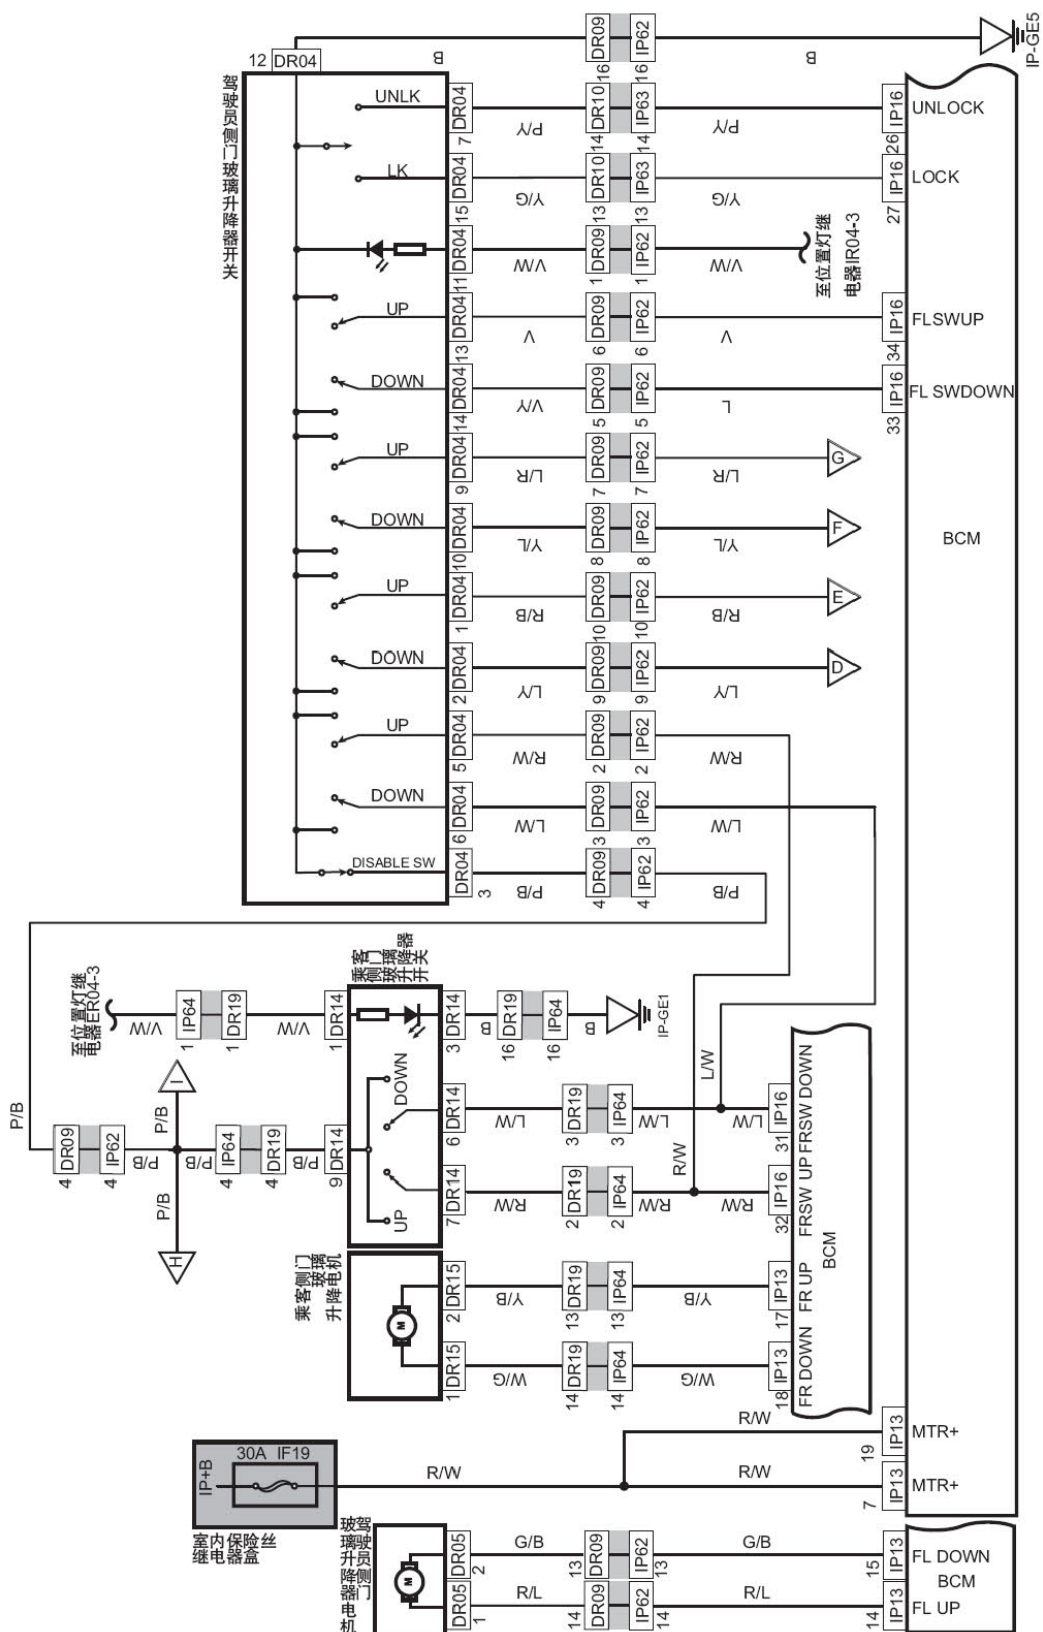 12 DR04 B DR09 16 IP62 16 B IP-GE5
驾驶员侧门玻璃升降器开关
UNLK DR04 7 P/Y DR10 14 IP63 14 P/Y IP16 26 UNLOCK
LK DR04 15 Y/G DR10 13 IP63 13 Y/G IP16 27 LOCK
DR04 11 V/W DR09 1 IP62 1 V/W
至位置灯继
电器IR04-3
UP DR04 13 V DR09 6 IP62 6 V IP16 34 FLSWUP
DOWN DR04 14 V/Y DR09 5 IP62 5 L IP16 33 FL SWDOWN
UP DR04 9 L/R DR09 7 IP62 7 L/R G
DOWN DR04 10 Y/L DR09 8 IP62 8 Y/L F
BCM
UP DR04 1 R/B DR09 10 IP62 10 R/B E
DOWN DR04 2 L/Y DR09 9 IP62 9 L/Y D
UP DR04 5 R/W DR09 2 IP62 2 R/W
DOWN DR04 6 L/W DR09 3 IP62 3 L/W
DISABLE SW DR04 3 P/B DR09 4 IP62 4 P/B
乘客
侧门
玻璃
升降器
开关
至位置灯继
电器ER04-3
V/W IP64 1 DR19 1 V/W DR14 1 DR14 3 B DR19 16 IP64 16 B IP-GE1
P/B DR09 4 IP62 4 P/B
I P/B
P/B IP64 4 DR19 4 P/B DR14 9
P/B H
DOWN DR14 6 L/W DR19 3 IP64 3 L/W L/W L/W IP16 31 FRSW DOWN
UP DR14 7 R/W DR19 2 IP64 2 R/W R/W R/W IP16 32 FRSW UP
BCM
乘客侧门
玻璃
升降电机
M
DR15 2 Y/B DR19 13 IP64 13 Y/B IP13 17 FR UP
DR15 1 W/G DR19 14 IP64 14 W/G IP13 18 FR DOWN
R/W IP13 19 MTR+
IP+B 30A IF19 R/W R/W IP13 7 MTR+
室内保险丝
继电器盒
驾驶员侧门
玻璃升降器电机
M
DR05 2 G/B DR09 13 IP62 13 G/B IP13 15 FL DOWN
BCM
DR05 1 R/L DR09 14 IP62 14 R/L IP13 14 FL UP